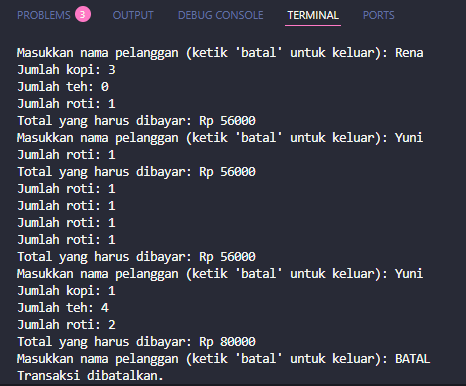 PROBLEMS 3 OUTPUT DEBUG CONSOLE TERMINAL PORTS
Masukkan nama pelanggan (ketik 'batal' untuk keluar): Rena
Jumlah kopi: 3
Jumlah teh: 0
Jumlah roti: 1
Total yang harus dibayar: Rp 56000
Masukkan nama pelanggan (ketik 'batal' untuk keluar): Yuni
Jumlah roti: 1
Total yang harus dibayar: Rp 56000
Jumlah roti: 1
Jumlah roti: 1
Jumlah roti: 1
Jumlah roti: 1
Total yang harus dibayar: Rp 56000
Masukkan nama pelanggan (ketik 'batal' untuk keluar): Yuni
Jumlah kopi: 1
Jumlah teh: 4
Jumlah roti: 2
Total yang harus dibayar: Rp 80000
Masukkan nama pelanggan (ketik 'batal' untuk keluar): BATAL
Transaksi dibatalkan.